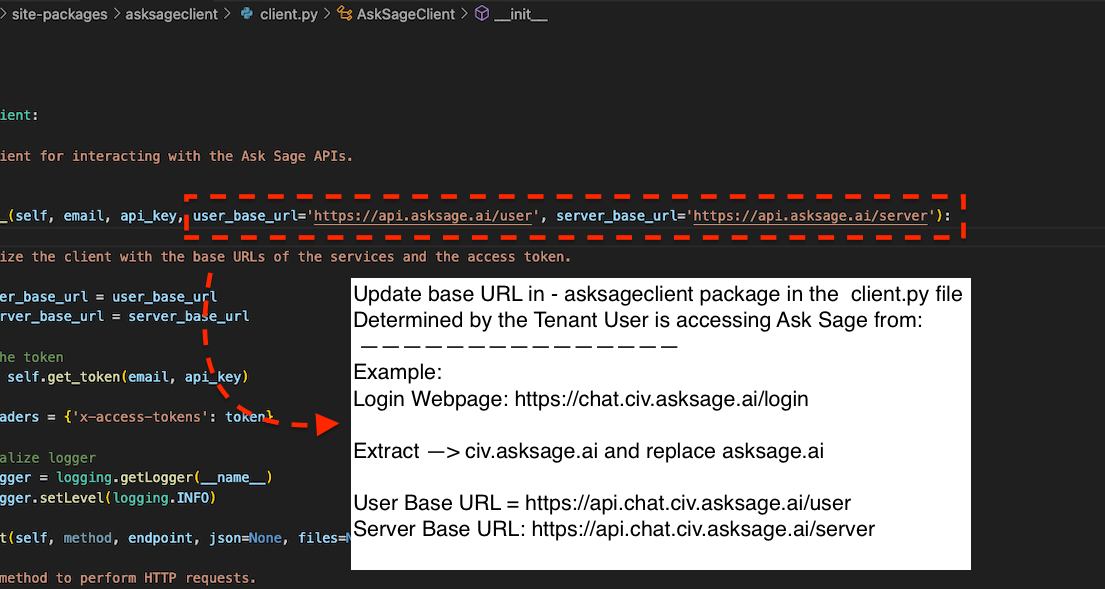 site-packages > asksageclient > client.py > AskSageClient > __init__
ient:
ient for interacting with the Ask Sage APIs.
_(self, email, api_key, user_base_url='https://api.asksage.ai/user', server_base_url='https://api.asksage.ai/server'):
ize the client with the base URLs of the services and the access token.
er_base_url = user_base_url
rver_base_url = server_base_url
he token
self.get_token(email, api_key)
aders = {'x-access-tokens': token}
alize logger
gger = logging.getLogger(__name__)
gger.setLevel(logging.INFO)
t(self, method, endpoint, json=None, files=N
method to perform HTTP requests.
Update base URL in - asksageclient package in the client.py file
Determined by the Tenant User is accessing Ask Sage from:
———————————————
Example:
Login Webpage: https://chat.civ.asksage.ai/login
Extract —> civ.asksage.ai and replace asksage.ai
User Base URL = https://api.chat.civ.asksage.ai/user
Server Base URL: https://api.chat.civ.asksage.ai/server